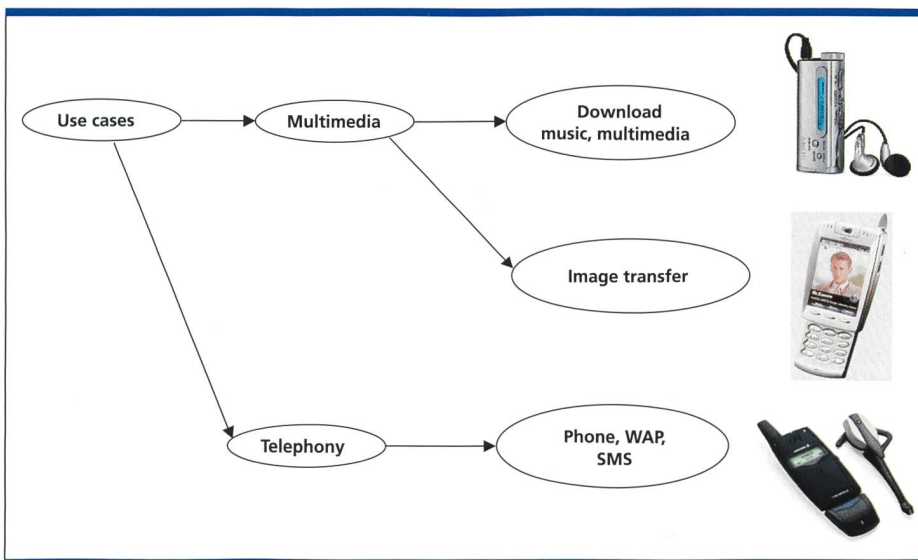 Use cases
Multimedia
Download
music, multimedia
Image transfer
Telephony
Phone, WAP,
SMS